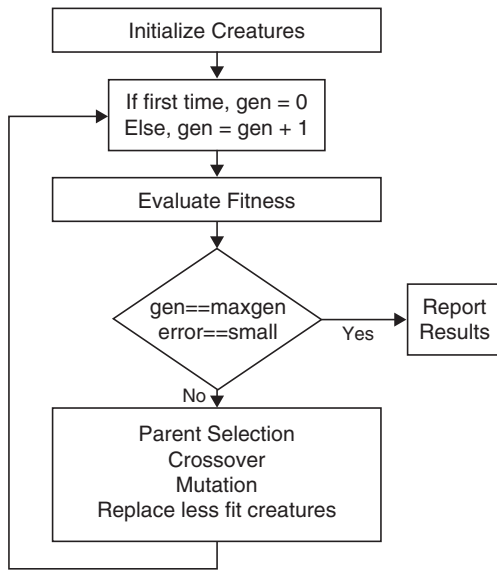 Initialize Creatures
If first time, gen = 0
Else, gen = gen + 1
Evaluate Fitness
gen==maxgen
error==small
Yes
Report
Results
No
Parent Selection
Crossover
Mutation
Replace less fit creatures